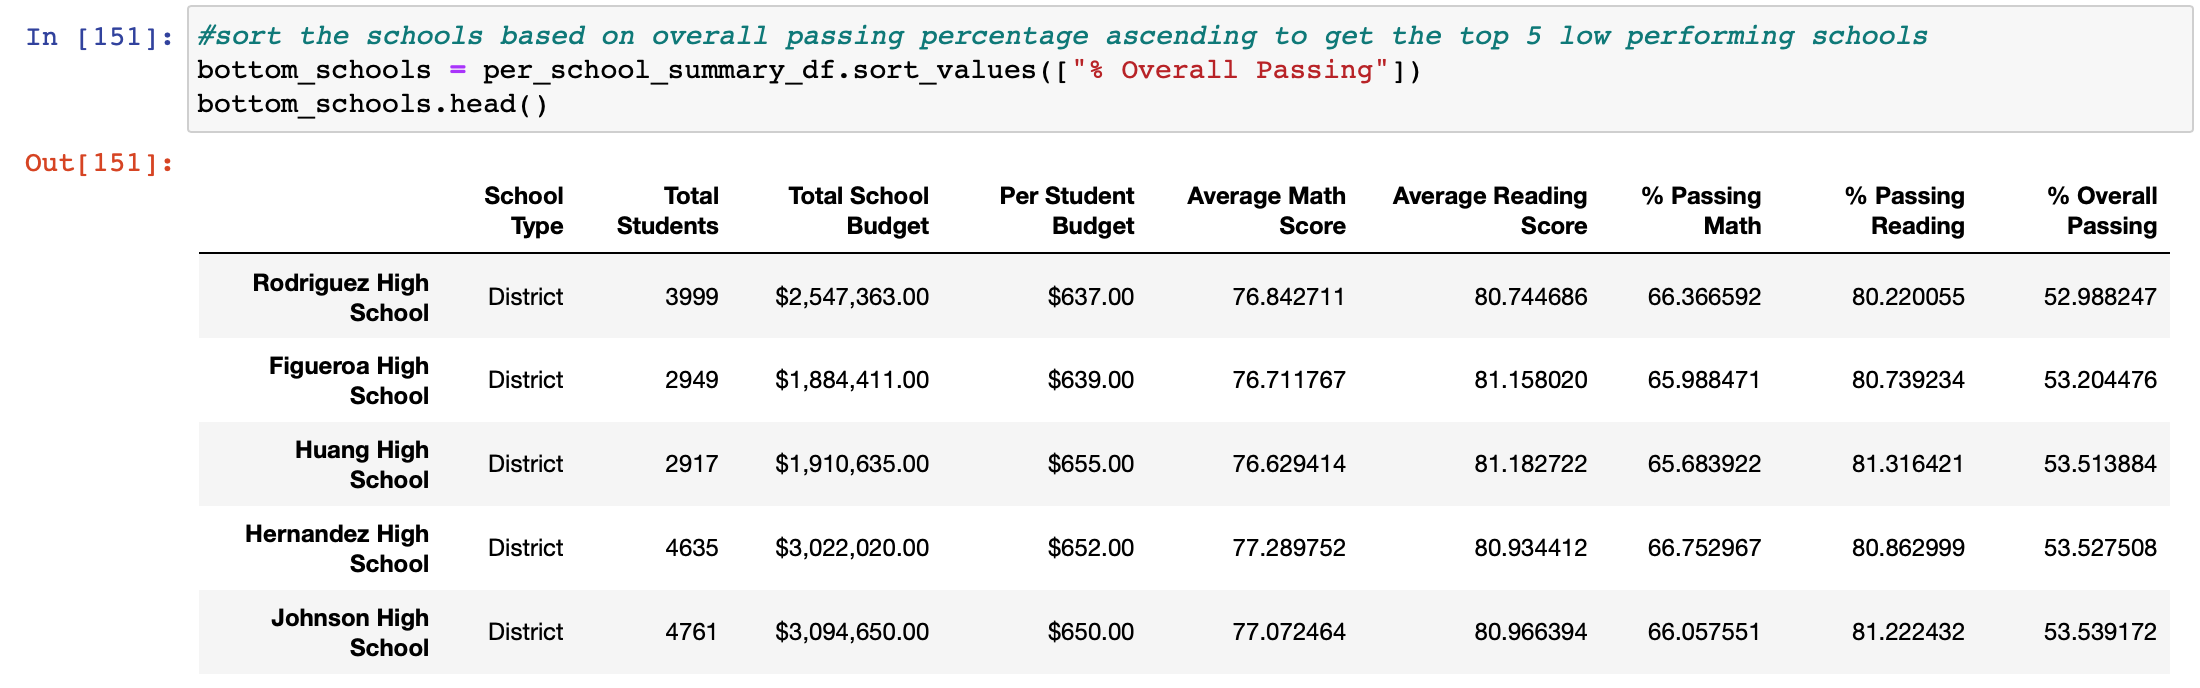 In [151]: #sort the schools based on overall passing percentage ascending to get the top 5 low performing schools
bottom_schools = per_school_summary_df.sort_values(["% Overall Passing"])
bottom_schools.head()
Out[151]:
School Total Total School Per Student Average Math Average Reading % Passing % Passing % Overall
Type Students Budget Budget Score Score Math Reading Passing
Rodriguez High
School District 3999 $2,547,363.00 $637.00 76.842711 80.744686 66.366592 80.220055 52.988247
Figueroa High
School District 2949 $1,884,411.00 $639.00 76.711767 81.158020 65.988471 80.739234 53.204476
Huang High
School District 2917 $1,910,635.00 $655.00 76.629414 81.182722 65.683922 81.316421 53.513884
Hernandez High
School District 4635 $3,022,020.00 $652.00 77.289752 80.934412 66.752967 80.862999 53.527508
Johnson High
School District 4761 $3,094,650.00 $650.00 77.072464 80.966394 66.057551 81.222432 53.539172